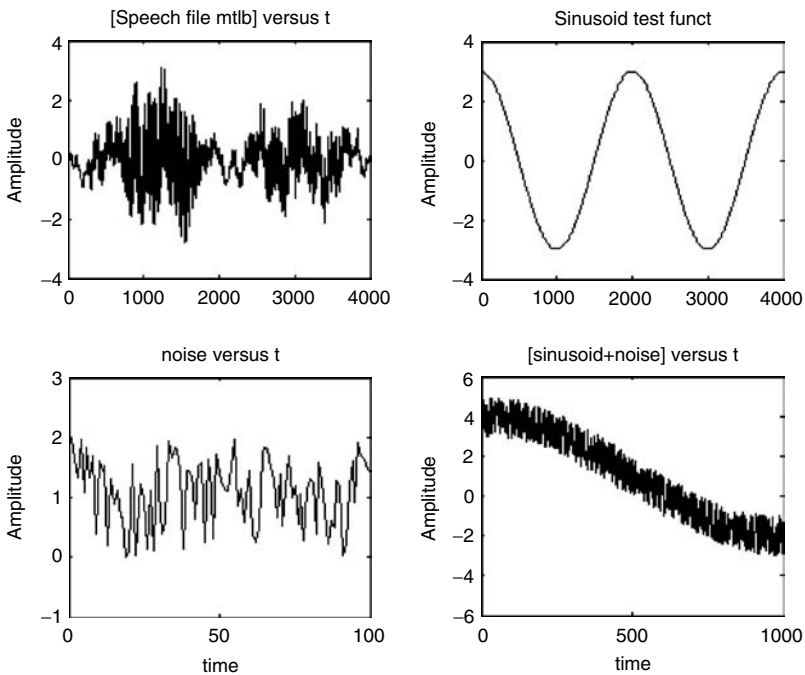 [Speech file mtlb] versus t
4
2
0
−2
−4
Amplitude
0 1000 2000 3000 4000
Sinusoid test funct
4
2
0
−2
−4
Amplitude
0 1000 2000 3000 4000
noise versus t
3
2
1
0
−1
Amplitude
0 50 100
time
[sinusoid+noise] versus t
6
4
2
0
−2
−4
−6
Amplitude
0 500 1000
time